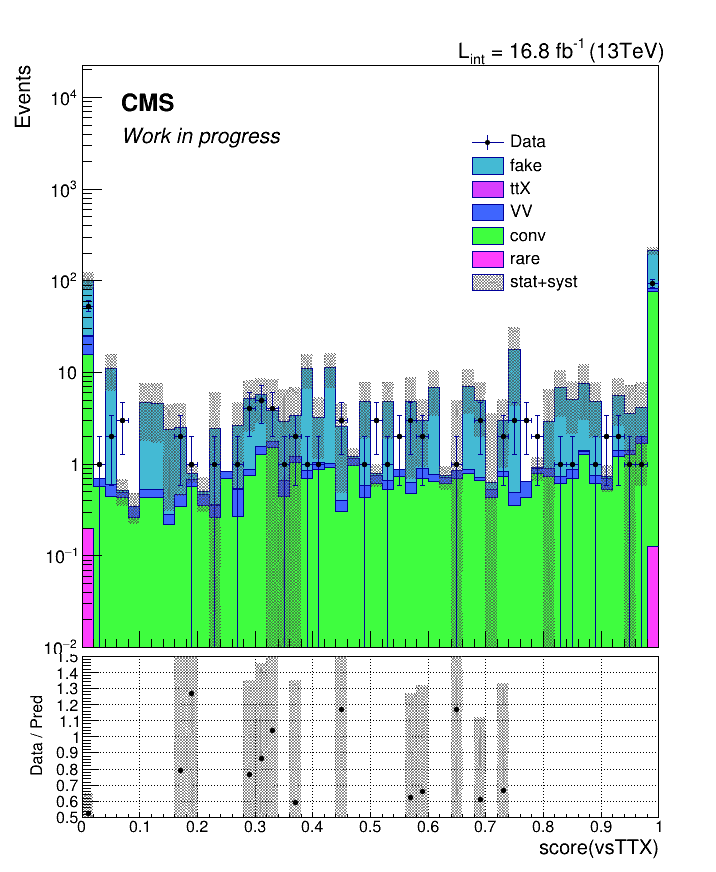 L_int = 16.8 fb^-1 (13TeV)
Events
CMS
Work in progress
Data
fake
ttX
VV
conv
rare
stat+syst
10^4
10^3
10^2
10
1
10^-1
10^-2
Data / Pred
1.5
1.4
1.3
1.2
1.1
1
0.9
0.8
0.7
0.6
0.5
0 0.1 0.2 0.3 0.4 0.5 0.6 0.7 0.8 0.9 1
score(vsTTX)